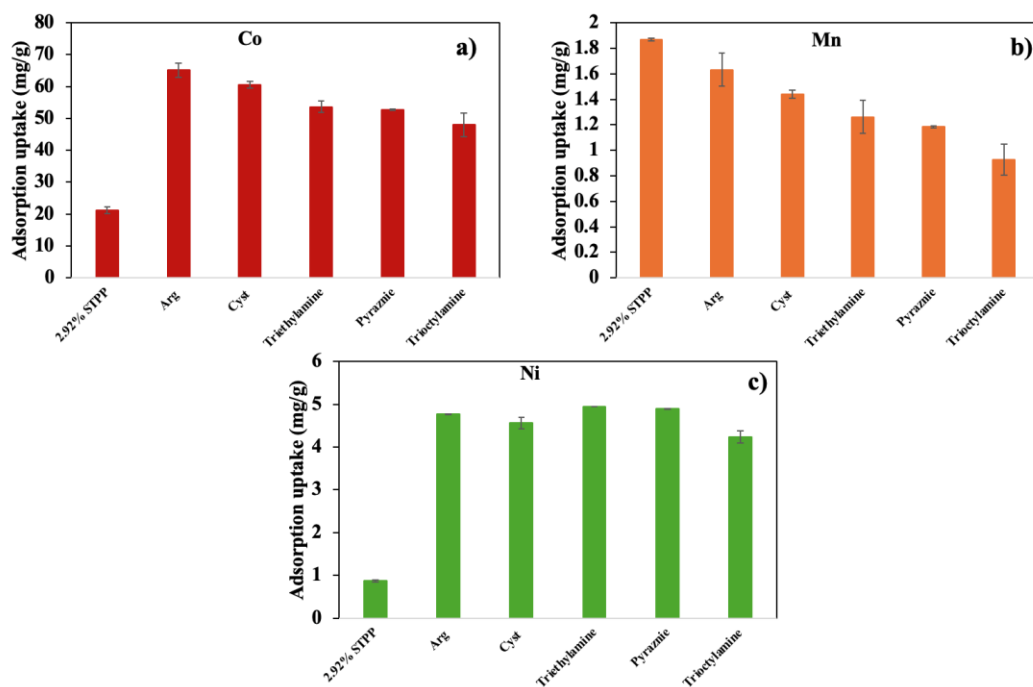 Co
a)
Adsorption uptake (mg/g)
80
70
60
50
40
30
20
10
0
2.92% STPP
Arg
Cyst
Triethylamine
Pyraznie
Trioctylamine
Mn
b)
Adsorption uptake (mg/g)
2
1.8
1.6
1.4
1.2
1
0.8
0.6
0.4
0.2
0
2.92% STPP
Arg
Cyst
Triethylamine
Pyraznie
Trioctylamine
Ni
c)
Adsorption uptake (mg/g)
6
5
4
3
2
1
0
2.92% STPP
Arg
Cyst
Triethylamine
Pyraznie
Trioctylamine